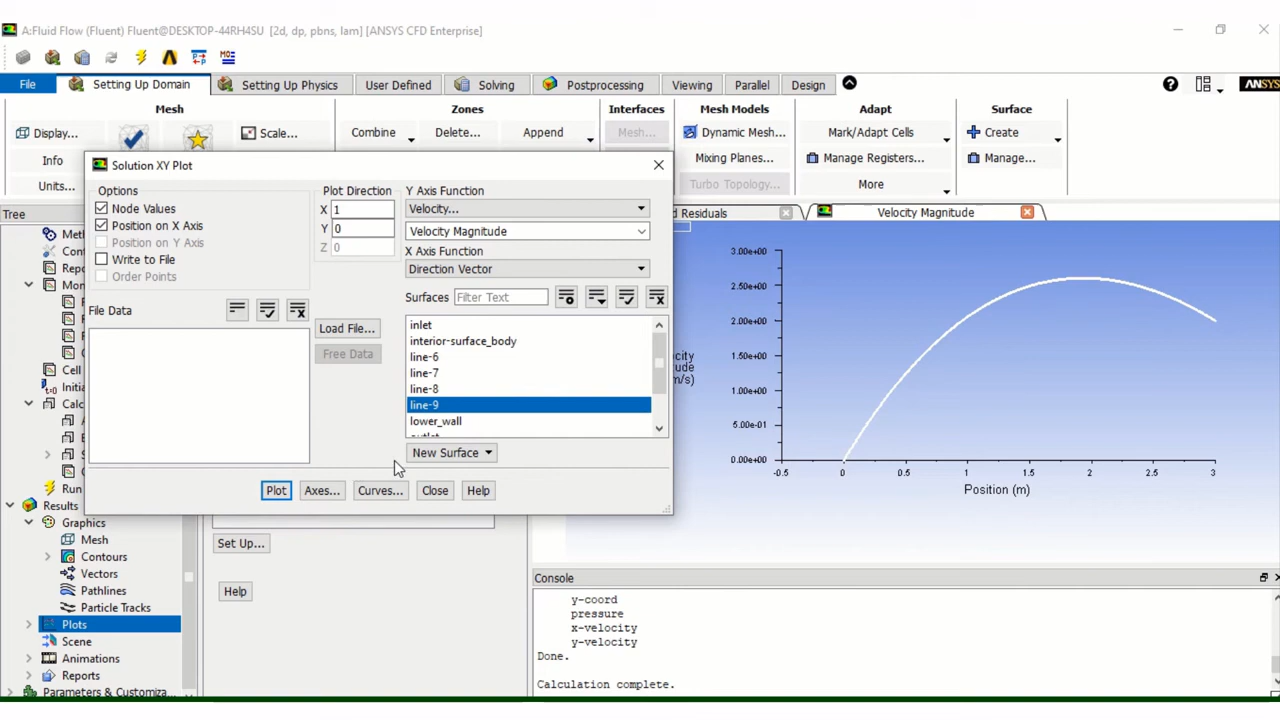 A:Fluid Flow (Fluent) Fluent@DESKTOP-44RH4SU [2d, dp, pbns, lam] [ANSYS CFD Enterprise]
File
Setting Up Domain
Setting Up Physics
User Defined
Solving
Postprocessing
Viewing
Parallel
Design
ANSYS
Mesh
Zones
Interfaces
Mesh Models
Adapt
Surface
Display...
Scale...
Combine
Delete...
Append
Mesh...
Dynamic Mesh...
Mark/Adapt Cells
Create
Info
Mixing Planes...
Manage Registers...
Manage...
Units...
Turbo Topology...
More
Solution XY Plot
Options
Node Values
Position on X Axis
Position on Y Axis
Write to File
Order Points
Plot Direction
X 1
Y 0
Z 0
Y Axis Function
Velocity...
Velocity Magnitude
X Axis Function
Direction Vector
File Data
Load File...
Free Data
Surfaces Filter Text
inlet
interior-surface_body
line-6
line-7
line-8
line-9
lower_wall
outlet
New Surface
Plot
Axes...
Curves...
Close
Help
Tree
Initi
Calc
Cell
Run
Results
Graphics
Mesh
Contours
Vectors
Pathlines
Particle Tracks
Plots
Scene
Animations
Reports
Parameters & Customiza...
Set Up...
Help
d Residuals
Velocity Magnitude
3.00e+00
2.50e+00
2.00e+00
1.50e+00
1.00e+00
5.00e-01
0.00e+00
ocity
itude
/s)
-0.5 0 0.5 1 1.5 2 2.5 3
Position (m)
Console
y-coord
pressure
x-velocity
y-velocity
Done.
Calculation complete.